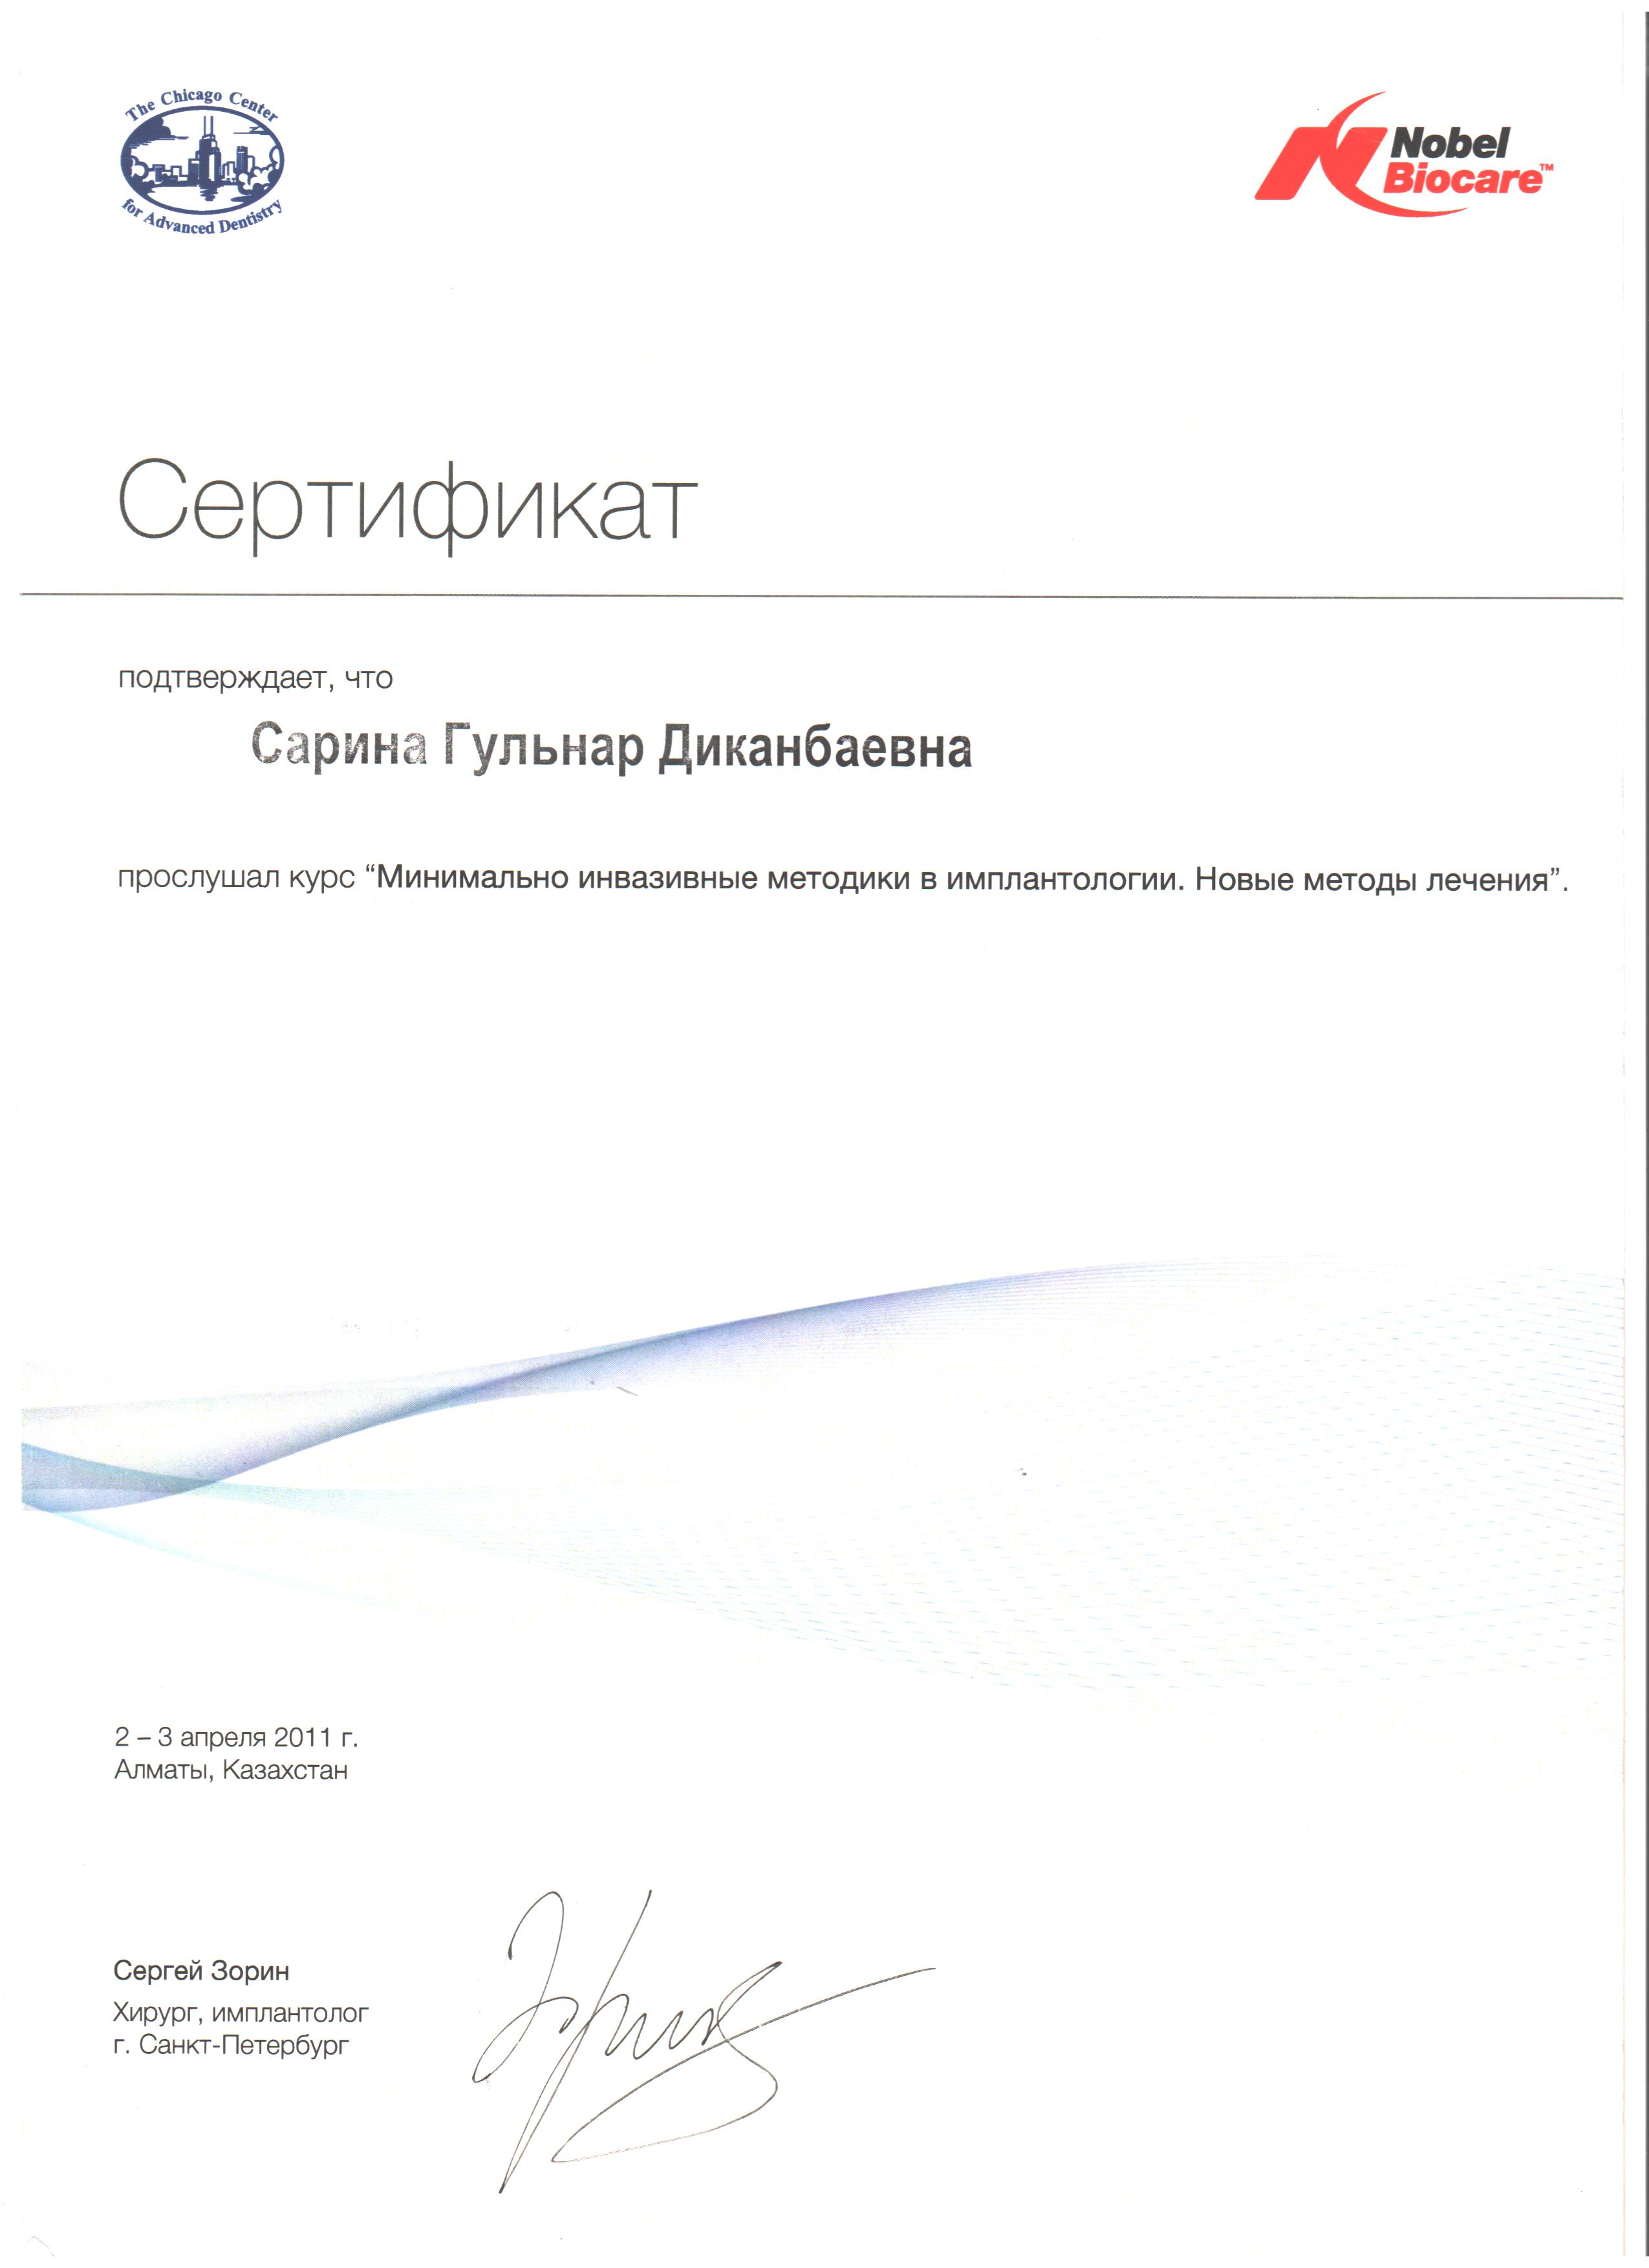 The Chicago Center
for Advanced Dentistry
Nobel
Biocare™
Сертификат
подтверждает, что
Сарина Гульнар Диканбаевна
прослушал курс “Минимально инвазивные методики в имплантологии. Новые методы лечения”.
2 – 3 апреля 2011 г.
Алматы, Казахстан
Сергей Зорин
Хирург, имплантолог
г. Санкт-Петербург